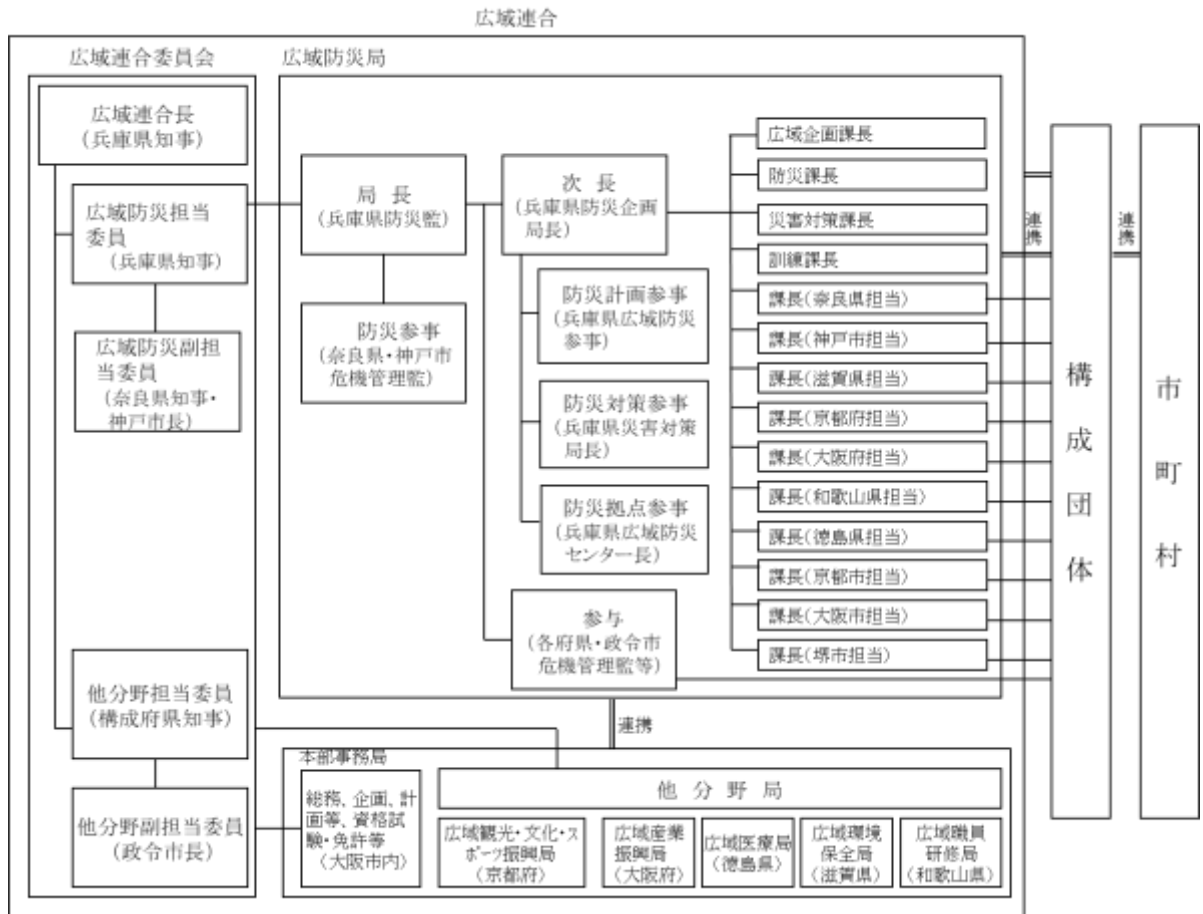 広域連合
広域連合委員会
広域連合長
(兵庫県知事)
広域防災担当
委員
(兵庫県知事)
広域防災副担
当委員
(奈良県知事・
神戸市長)
他分野担当委員
(構成府県知事)
他分野副担当委員
(政令市長)
広域防災局
局長
(兵庫県防災監)
防災参事
(奈良県・神戸市
危機管理監)
次長
(兵庫県防災企画
局長)
防災計画参事
(兵庫県広域防災
参事)
防災対策参事
(兵庫県災害対策
局長)
防災拠点参事
(兵庫県広域防災
センター長)
参与
(各府県・政令市
危機管理監等)
広域企画課長
防災課長
災害対策課長
訓練課長
課長(奈良県担当)
課長(神戸市担当)
課長(滋賀県担当)
課長(京都府担当)
課長(大阪府担当)
課長(和歌山県担当)
課長(徳島県担当)
課長(京都市担当)
課長(大阪市担当)
課長(堺市担当)
連携
構成団体
連携
市町村
連携
本部事務局
総務、企画、計
画等、資格試
験・免許等
(大阪市内)
他分野局
広域観光・文化・ス
ポーツ振興局
(京都府)
広域産業
振興局
(大阪府)
広域医療局
(徳島県)
広域環境
保全局
(滋賀県)
広域職員
研修局
(和歌山県)